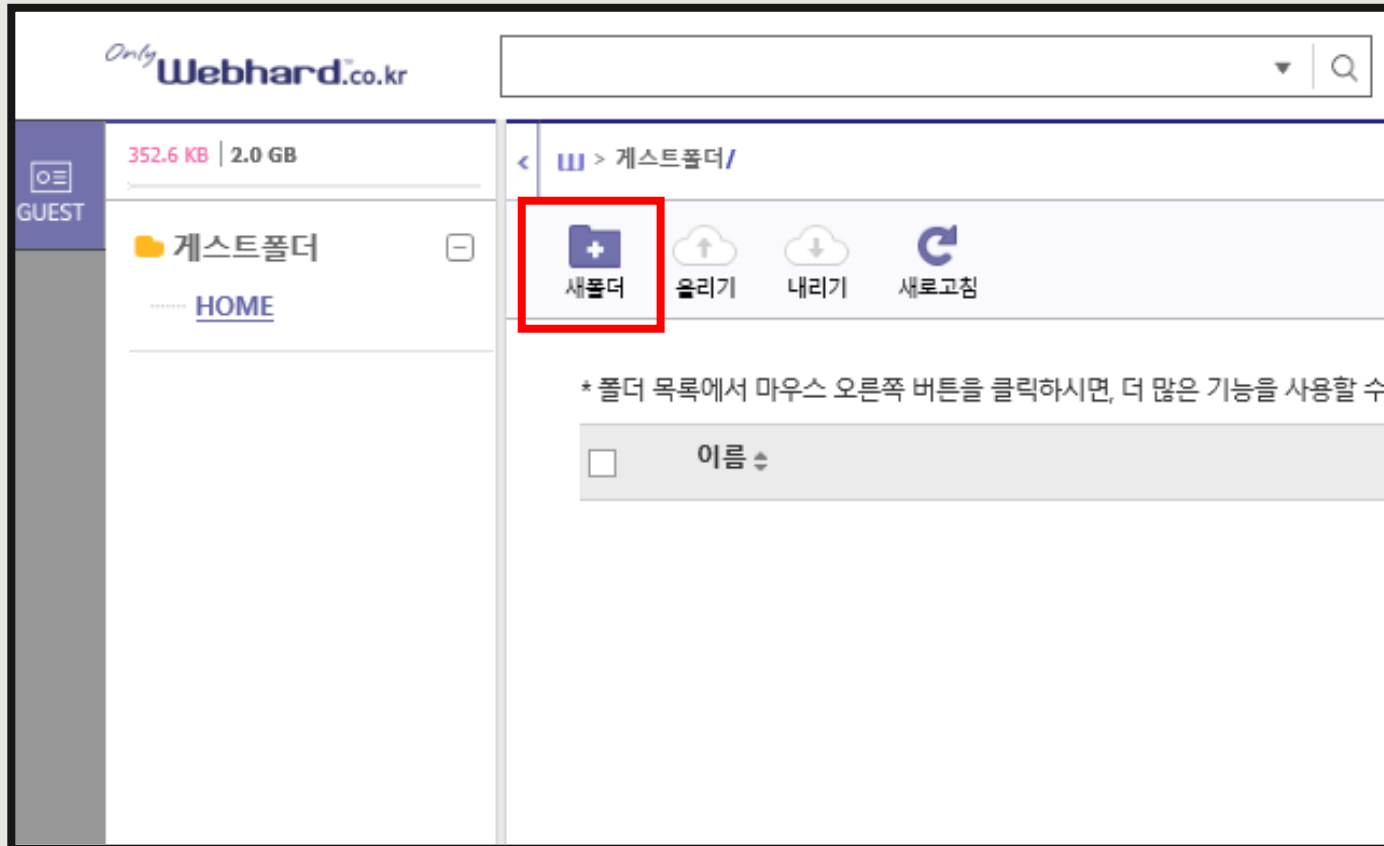 Only Webhard.co.kr
352.6 KB | 2.0 GB
GUEST
게스트폴더
HOME
Ш > 게스트폴더/
새폴더 올리기 내리기 새로고침
* 폴더 목록에서 마우스 오른쪽 버튼을 클릭하시면, 더 많은 기능을 사용할 수
이름